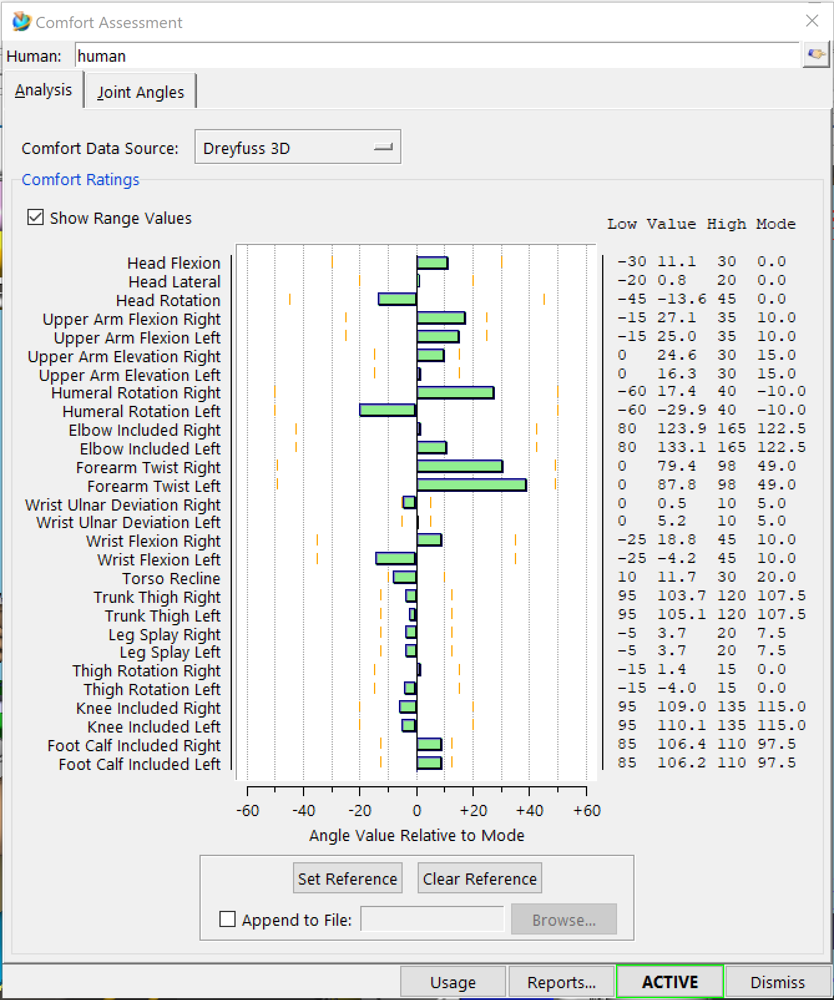 Comfort Assessment
Human: human
Analysis Joint Angles
Comfort Data Source: Dreyfuss 3D
Comfort Ratings
Show Range Values
Low Value High Mode
Head Flexion -30 11.1 30 0.0
Head Lateral -20 0.8 20 0.0
Head Rotation -45 -13.6 45 0.0
Upper Arm Flexion Right -15 27.1 35 10.0
Upper Arm Flexion Left -15 25.0 35 10.0
Upper Arm Elevation Right 0 24.6 30 15.0
Upper Arm Elevation Left 0 16.3 30 15.0
Humeral Rotation Right -60 17.4 40 -10.0
Humeral Rotation Left -60 -29.9 40 -10.0
Elbow Included Right 80 123.9 165 122.5
Elbow Included Left 80 133.1 165 122.5
Forearm Twist Right 0 79.4 98 49.0
Forearm Twist Left 0 87.8 98 49.0
Wrist Ulnar Deviation Right 0 0.5 10 5.0
Wrist Ulnar Deviation Left 0 5.2 10 5.0
Wrist Flexion Right -25 18.8 45 10.0
Wrist Flexion Left -25 -4.2 45 10.0
Torso Recline 10 11.7 30 20.0
Trunk Thigh Right 95 103.7 120 107.5
Trunk Thigh Left 95 105.1 120 107.5
Leg Splay Right -5 3.7 20 7.5
Leg Splay Left -5 3.7 20 7.5
Thigh Rotation Right -15 1.4 15 0.0
Thigh Rotation Left -15 -4.0 15 0.0
Knee Included Right 95 109.0 135 115.0
Knee Included Left 95 110.1 135 115.0
Foot Calf Included Right 85 106.4 110 97.5
Foot Calf Included Left 85 106.2 110 97.5
-60 -40 -20 0 +20 +40 +60
Angle Value Relative to Mode
Set Reference Clear Reference
Append to File: Browse...
Usage Reports... ACTIVE Dismiss